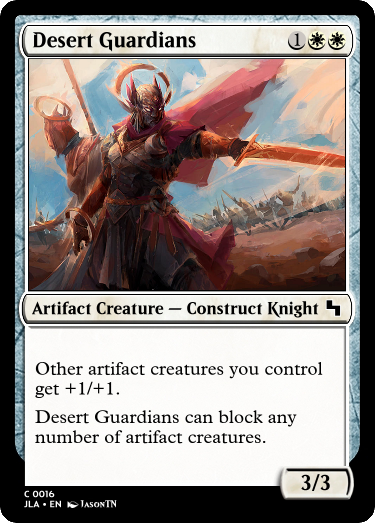 Desert Guardians 1
Artifact Creature — Construct Knight
Other artifact creatures you control
get +1/+1.
Desert Guardians can block any
number of artifact creatures.
3/3
C 0016
JLA • EN JASONTN